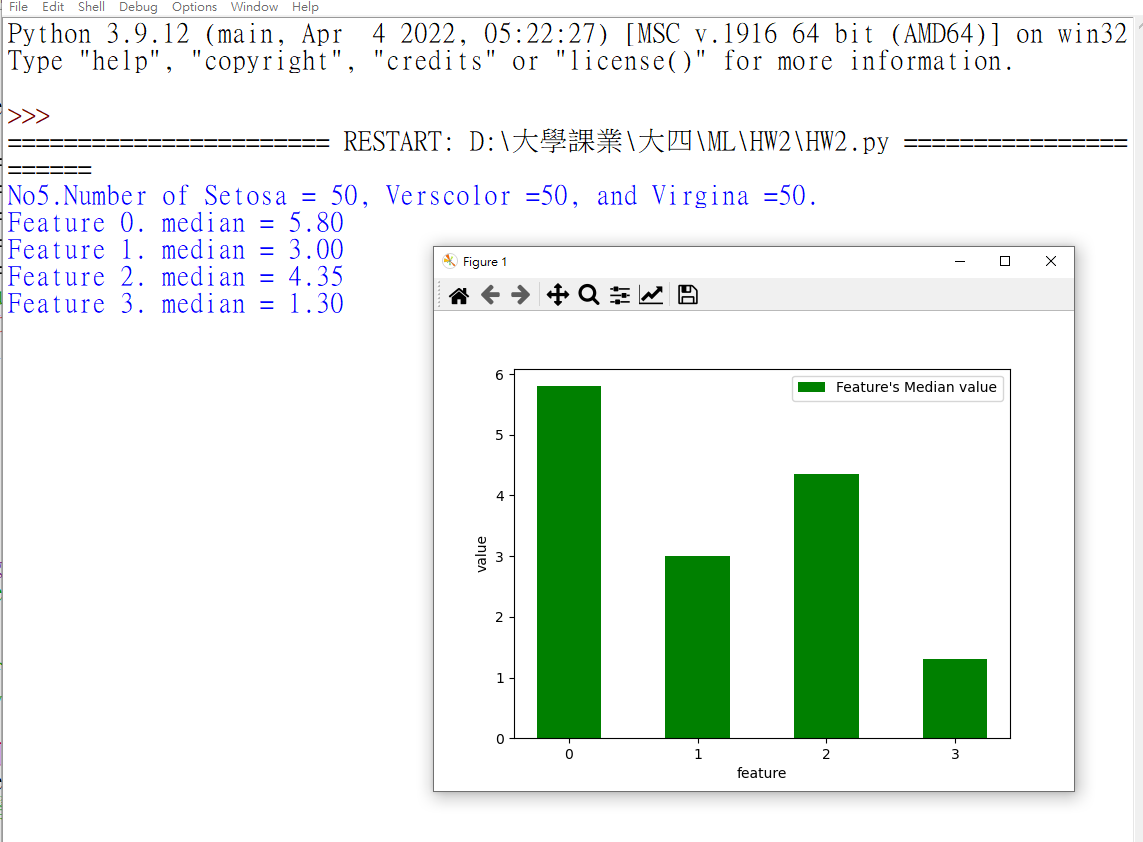 File Edit Shell Debug Options Window Help
Python 3.9.12 (main, Apr  4 2022, 05:22:27) [MSC v.1916 64 bit (AMD64)] on win32
Type "help", "copyright", "credits" or "license()" for more information.
>>>
======================= RESTART: D:\大學課業\大四\ML\HW2\HW2.py ================
======
No5.Number of Setosa = 50, Verscolor =50, and Virgina =50.
Feature 0. median = 5.80
Feature 1. median = 3.00
Feature 2. median = 4.35
Feature 3. median = 1.30
Figure 1
Feature's Median value
6
5
4
3
2
1
0
value
0 1 2 3
feature